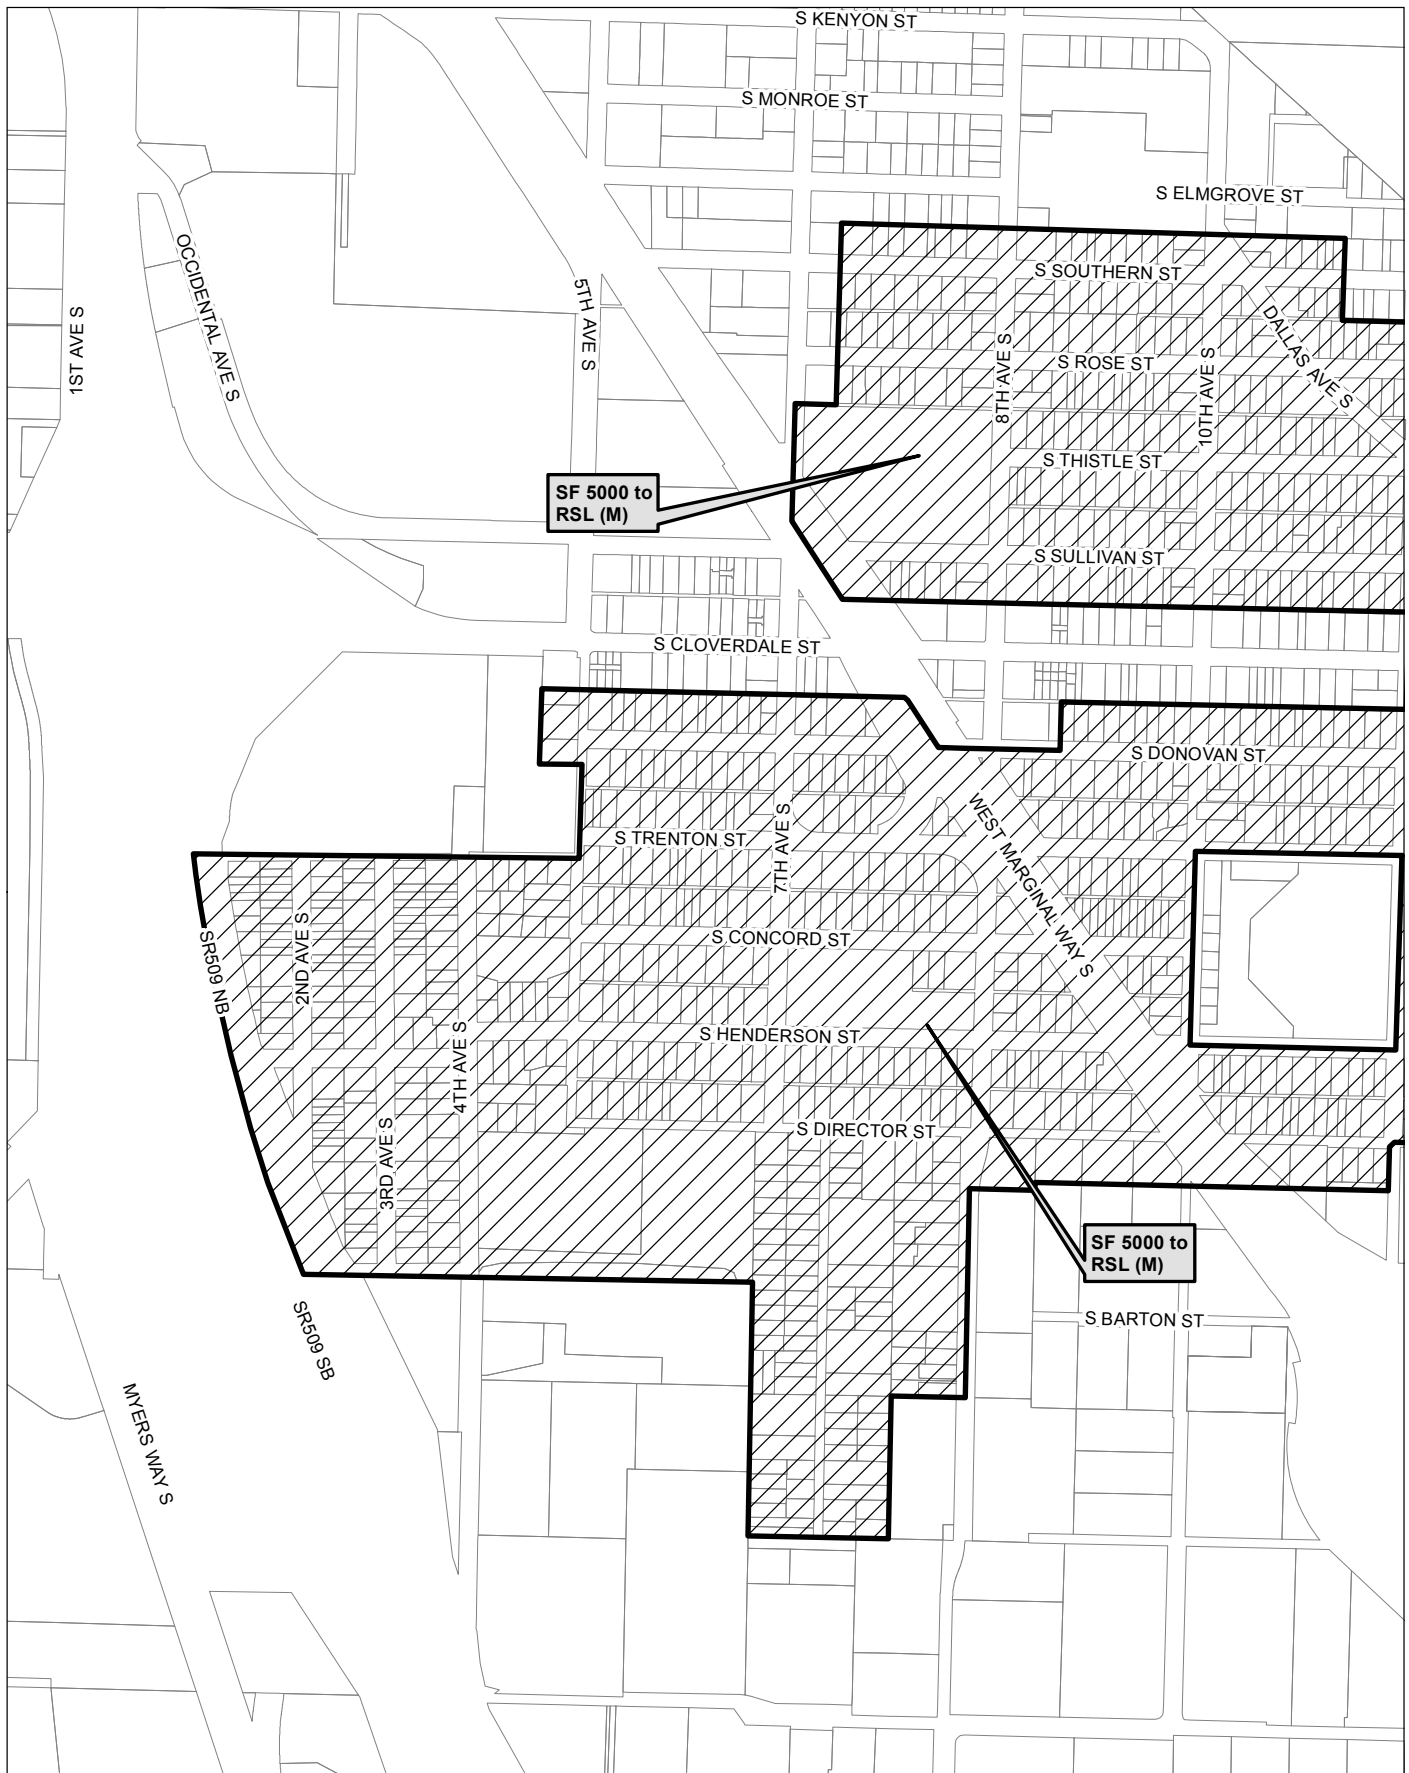 S KENYON ST
S MONROE ST
S ELMGROVE ST
OCCIDENTAL AVE S
5TH AVE S
S SOUTHERN ST
1ST AVE S
8TH AVE S
S ROSE ST
10TH AVE S
DALLAS AVE S
S THISTLE ST
SF 5000 to
RSL (M)
S SULLIVAN ST
S CLOVERDALE ST
S DONOVAN ST
S TRENTON ST
7TH AVE S
WEST MARGINAL WAY S
2ND AVE S
SR509 NB
S CONCORD ST
S HENDERSON ST
4TH AVE S
S DIRECTOR ST
3RD AVE S
SF 5000 to
RSL (M)
S BARTON ST
SR509 SB
MYERS WAY S